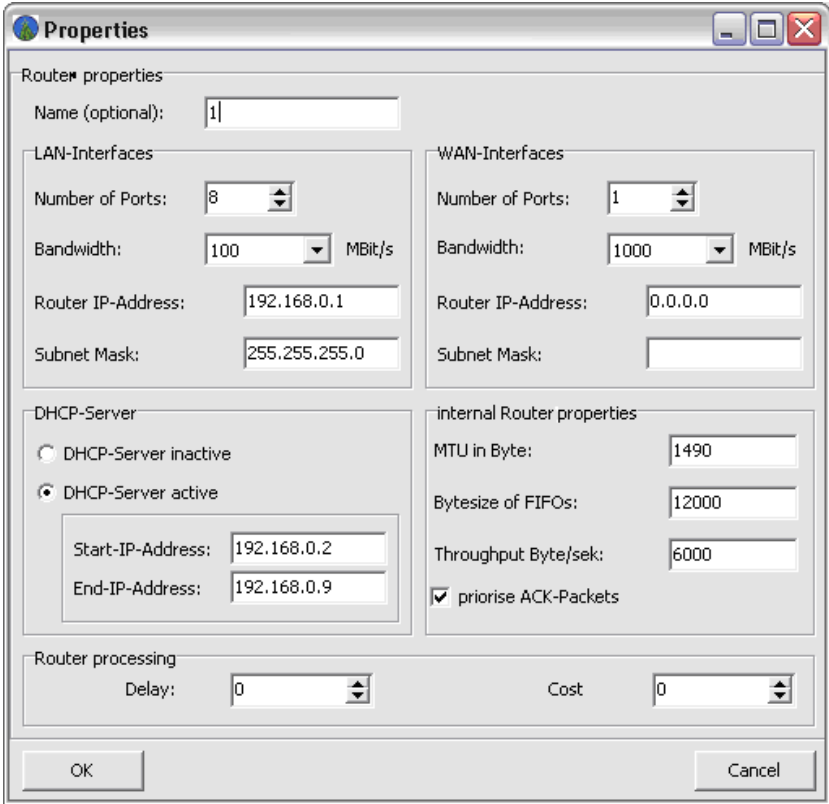 Properties
Router properties
Name (optional): 1
LAN-Interfaces
Number of Ports: 8
Bandwidth: 100 MBit/s
Router IP-Address: 192.168.0.1
Subnet Mask: 255.255.255.0
WAN-Interfaces
Number of Ports: 1
Bandwidth: 1000 MBit/s
Router IP-Address: 0.0.0.0
Subnet Mask:
DHCP-Server
DHCP-Server inactive
DHCP-Server active
Start-IP-Address: 192.168.0.2
End-IP-Address: 192.168.0.9
internal Router properties
MTU in Byte: 1490
Bytesize of FIFOs: 12000
Throughput Byte/sek: 6000
priorise ACK-Packets
Router processing
Delay: 0 Cost 0
OK Cancel